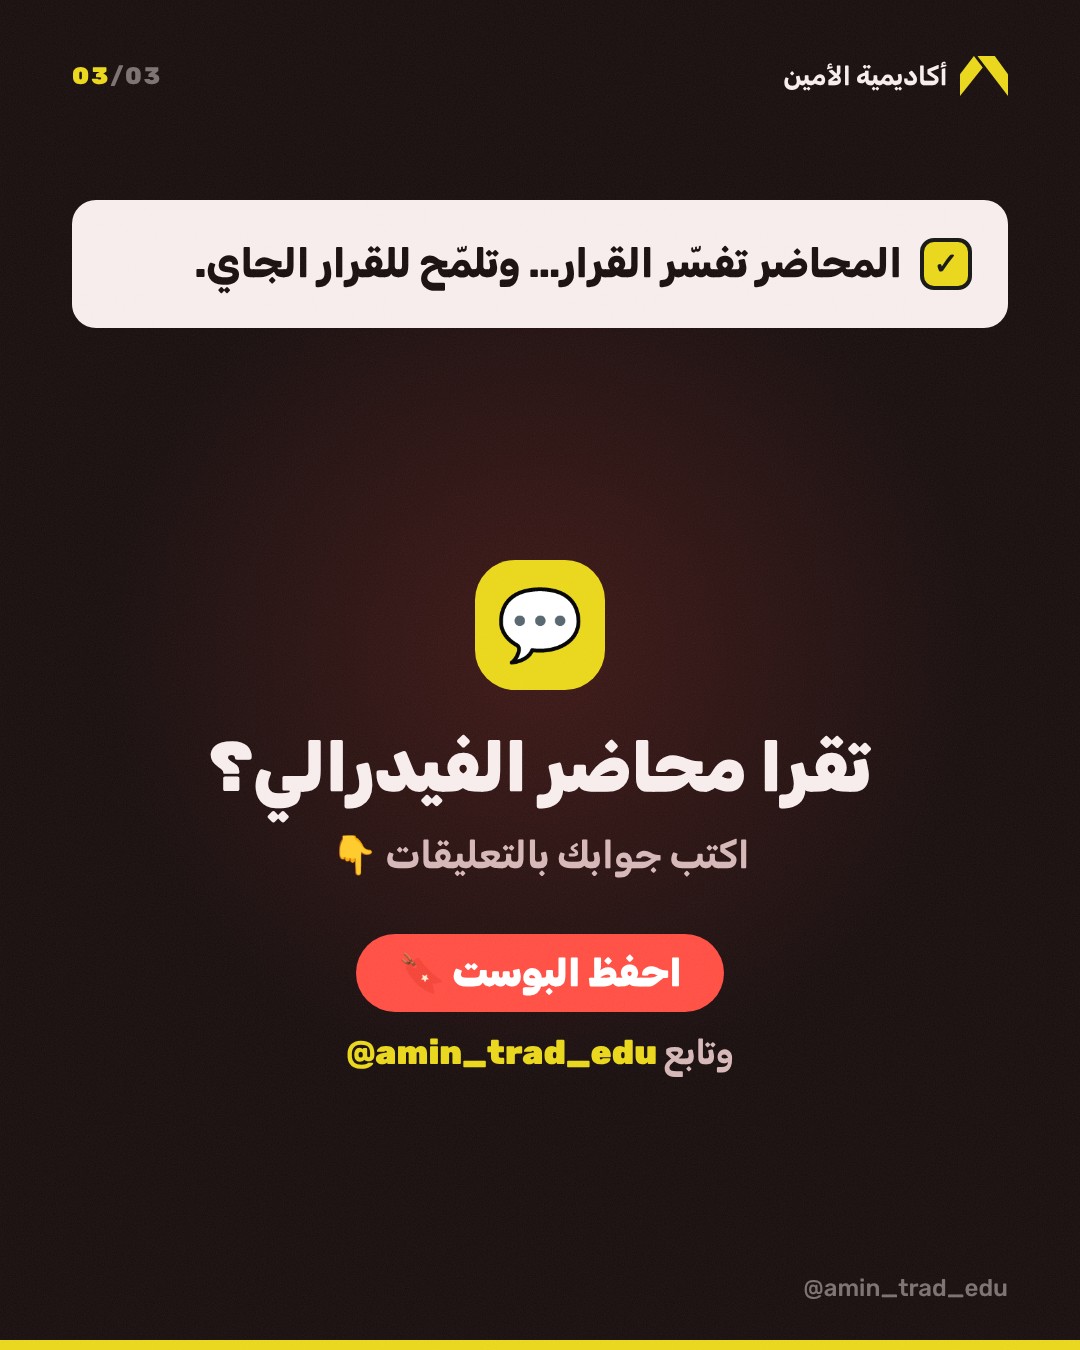 أكاديمية الأمين
03/03
✓ المحاضر تفسّر القرار... وتلمّح للقرار الجاي.
تقرا محاضر الفيدرالي؟
اكتب جوابك بالتعليقات 👇
احفظ البوست 🔖
وتابع @amin_trad_edu
@amin_trad_edu